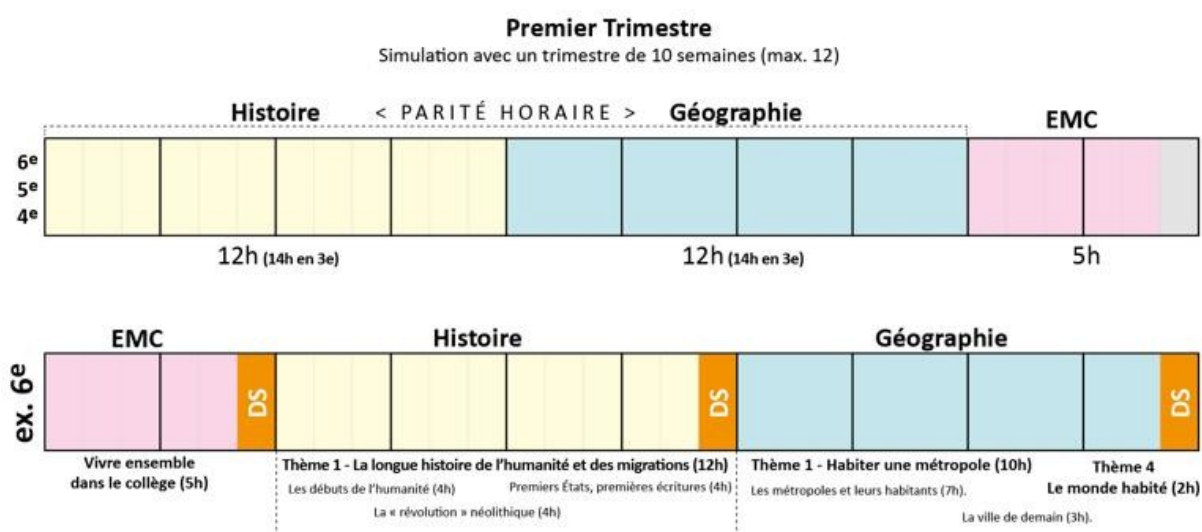 Premier Trimestre
Simulation avec un trimestre de 10 semaines (max. 12)
Histoire < PARITÉ HORAIRE > Géographie
EMC
6e
5e
4e
12h (14h en 3e)
12h (14h en 3e)
5h
EMC
Histoire
Géographie
ex. 6e
DS
DS
DS
Vivre ensemble
dans le collège (5h)
Thème 1 - La longue histoire de l'humanité et des migrations (12h)
Les débuts de l'humanité (4h)
Premiers États, premières écritures (4h)
La « révolution » néolithique (4h)
Thème 1 - Habiter une métropole (10h)
Les métropoles et leurs habitants (7h).
La ville de demain (3h).
Thème 4
Le monde habité (2h)